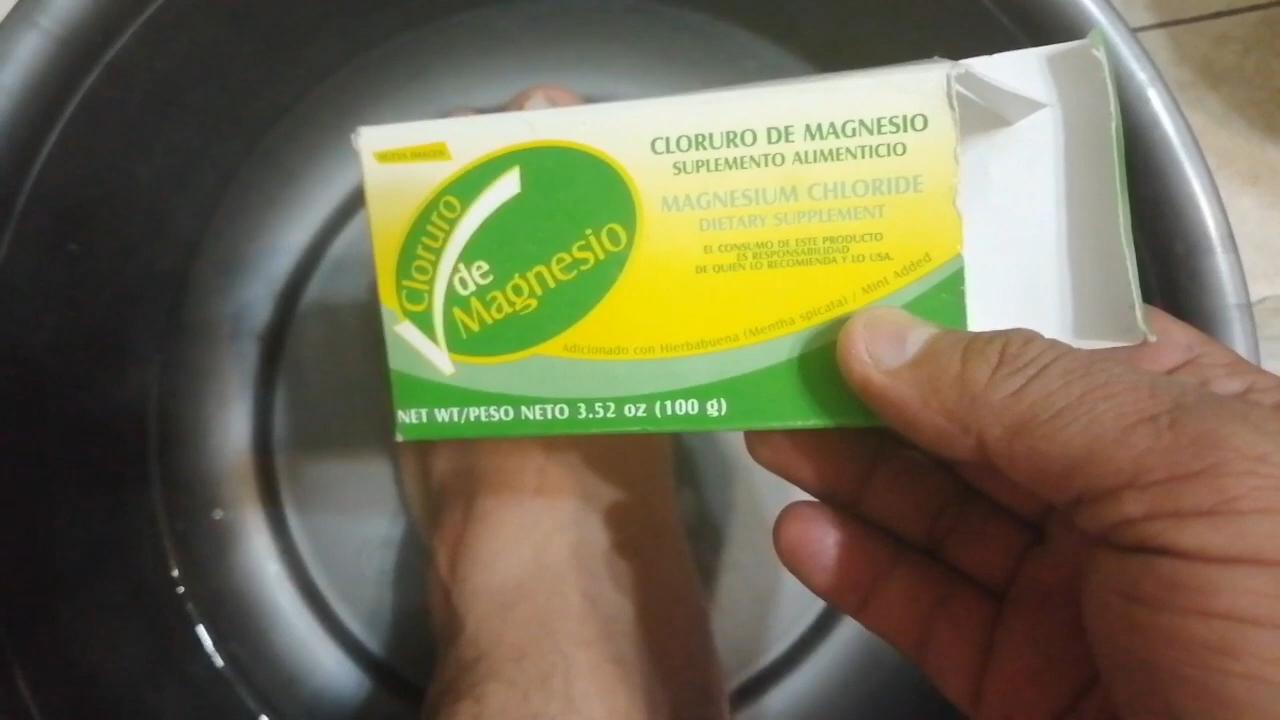 NUEVA IMAGEN
Cloruro
de
Magnesio
CLORURO DE MAGNESIO
SUPLEMENTO ALIMENTICIO
MAGNESIUM CHLORIDE
DIETARY SUPPLEMENT
EL CONSUMO DE ESTE PRODUCTO
ES RESPONSABILIDAD
DE QUIEN LO RECOMIENDA Y LO USA.
Adicionado con Hierbabuena (Mentha spicata) / Mint Added
NET WT/PESO NETO 3.52 oz (100 g)